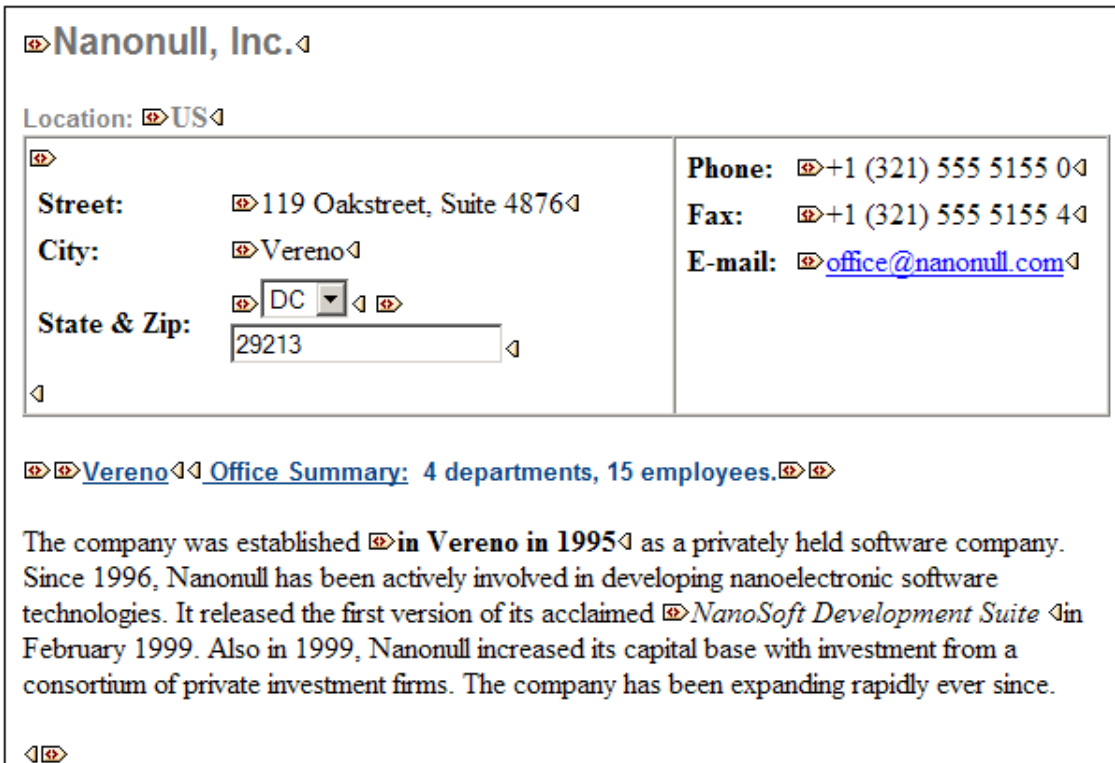 Nanonull, Inc.
Location: US
Street: 119 Oakstreet, Suite 4876
City: Vereno
State & Zip: DC
29213
Phone: +1 (321) 555 5155 0
Fax: +1 (321) 555 5155 4
E-mail: office@nanonull.com
Vereno Office Summary: 4 departments, 15 employees.
The company was established in Vereno in 1995 as a privately held software company.
Since 1996, Nanonull has been actively involved in developing nanoelectronic software
technologies. It released the first version of its acclaimed NanoSoft Development Suite in
February 1999. Also in 1999, Nanonull increased its capital base with investment from a
consortium of private investment firms. The company has been expanding rapidly ever since.